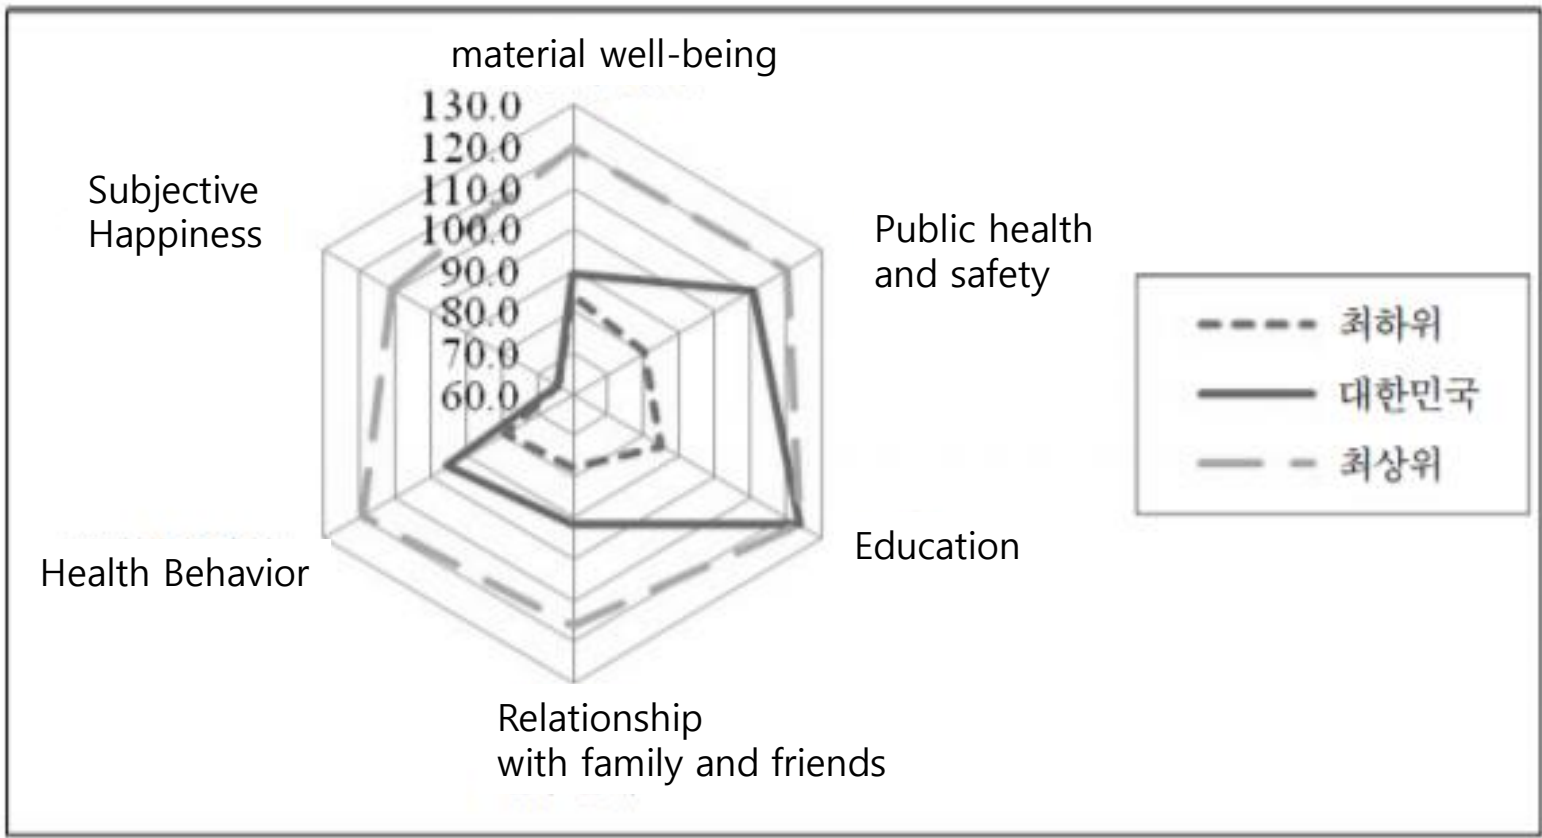 material well-being
130.0
120.0
110.0
100.0
90.0
80.0
70.0
60.0
Subjective
Happiness
Public health
and safety
최하위
대한민국
최상위
Education
Health Behavior
Relationship
with family and friends